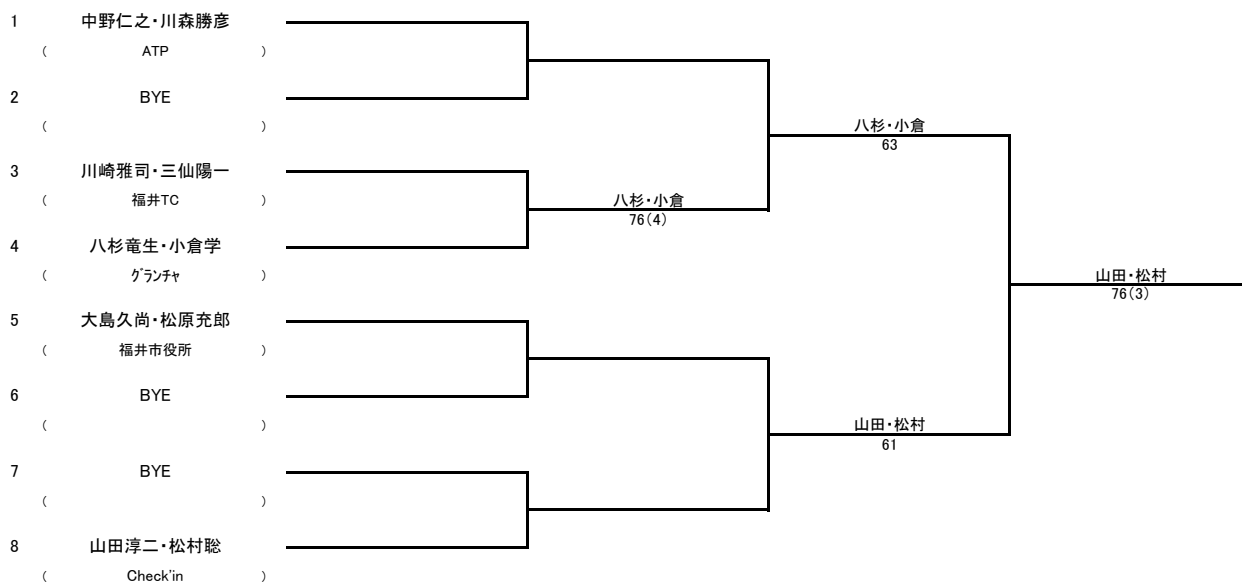 1 中野仁之・川森勝彦
( ATP )
2 BYE
( )
八杉・小倉
63
3 川崎雅司・三仙陽一
( 福井TC )
八杉・小倉
76(4)
4 八杉竜生・小倉学
( グランチャ )
山田・松村
76(3)
5 大島久尚・松原充郎
( 福井市役所 )
6 BYE
( )
山田・松村
61
7 BYE
( )
8 山田淳二・松村聡
( Check'in )